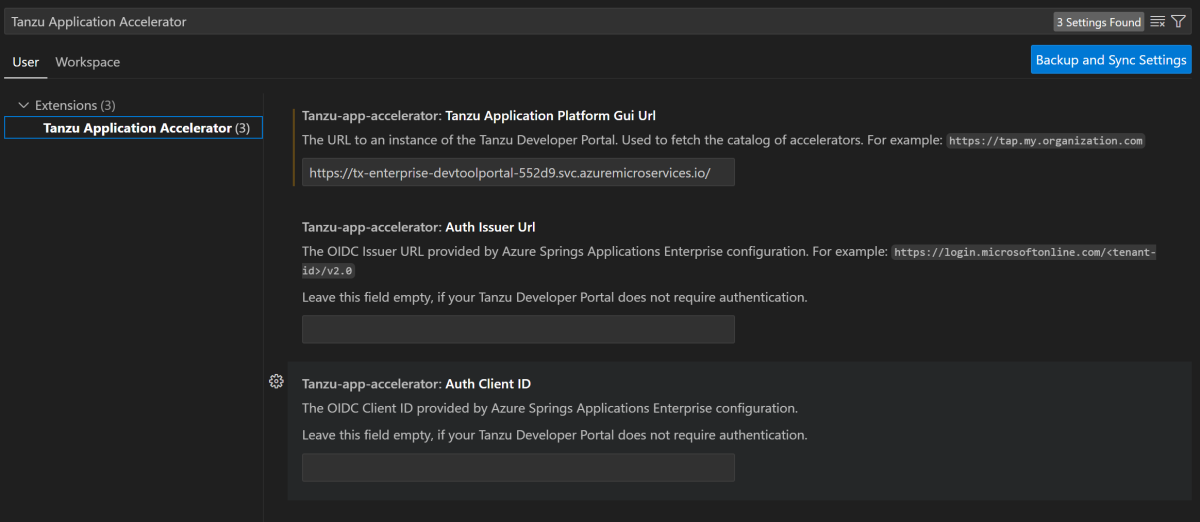 Tanzu Application Accelerator
3 Settings Found
User
Workspace
Backup and Sync Settings
Extensions (3)
Tanzu Application Accelerator (3)
Tanzu-app-accelerator: Tanzu Application Platform Gui Url
The URL to an instance of the Tanzu Developer Portal. Used to fetch the catalog of accelerators. For example: https://tap.my.organization.com
https://tx-enterprise-devtoolportal-552d9.svc.azuremicroservices.io/
Tanzu-app-accelerator: Auth Issuer Url
The OIDC Issuer URL provided by Azure Springs Applications Enterprise configuration. For example: https://login.microsoftonline.com/<tenant-
id>/v2.0
Leave this field empty, if your Tanzu Developer Portal does not require authentication.
Tanzu-app-accelerator: Auth Client ID
The OIDC Client ID provided by Azure Springs Applications Enterprise configuration.
Leave this field empty, if your Tanzu Developer Portal does not require authentication.